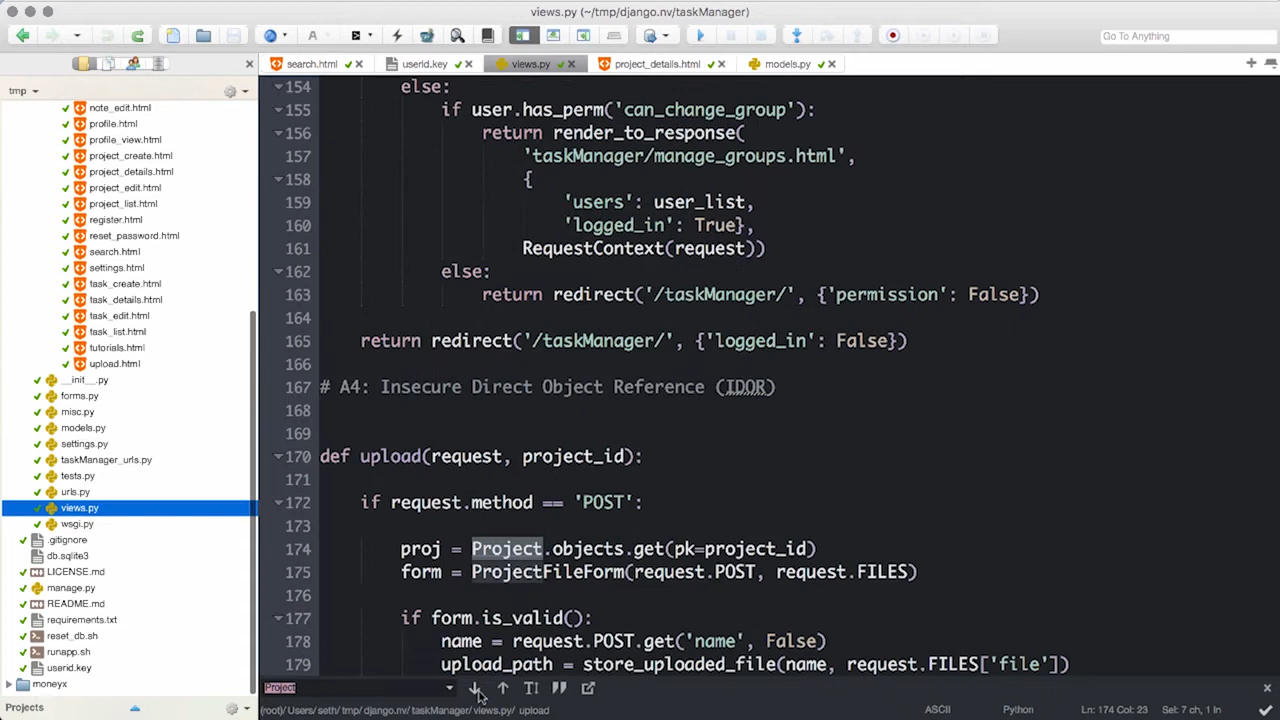 views.py (~/tmp/django.nv/taskManager)
Go To Anything
search.html
userid.key
views.py
project_details.html
models.py
tmp
note_edit.html
profile.html
profile_view.html
project_create.html
project_details.html
project_edit.html
project_list.html
register.html
reset_password.html
search.html
settings.html
task_create.html
task_details.html
task_edit.html
task_list.html
tutorials.html
upload.html
__init__.py
forms.py
misc.py
models.py
settings.py
taskManager_urls.py
tests.py
urls.py
views.py
wsgi.py
.gitignore
db.sqlite3
LICENSE.md
manage.py
README.md
requirements.txt
reset_db.sh
runapp.sh
userid.key
moneyx
Projects
154 else:
155 if user.has_perm('can_change_group'):
156 return render_to_response(
157 'taskManager/manage_groups.html',
158 {
159 'users': user_list,
160 'logged_in': True},
161 RequestContext(request))
162 else:
163 return redirect('/taskManager/', {'permission': False})
164
165 return redirect('/taskManager/', {'logged_in': False})
166
167 # A4: Insecure Direct Object Reference (IDOR)
168
169
170 def upload(request, project_id):
171
172 if request.method == 'POST':
173
174 proj = Project.objects.get(pk=project_id)
175 form = ProjectFileForm(request.POST, request.FILES)
176
177 if form.is_valid():
178 name = request.POST.get('name', False)
179 upload_path = store_uploaded_file(name, request.FILES['file'])
Project
(root)/ Users/ seth/ tmp/ django.nv/ taskManager/ views.py/ upload
ASCII
Python
Ln: 174 Col: 23
Sel: 7 ch, 1 ln